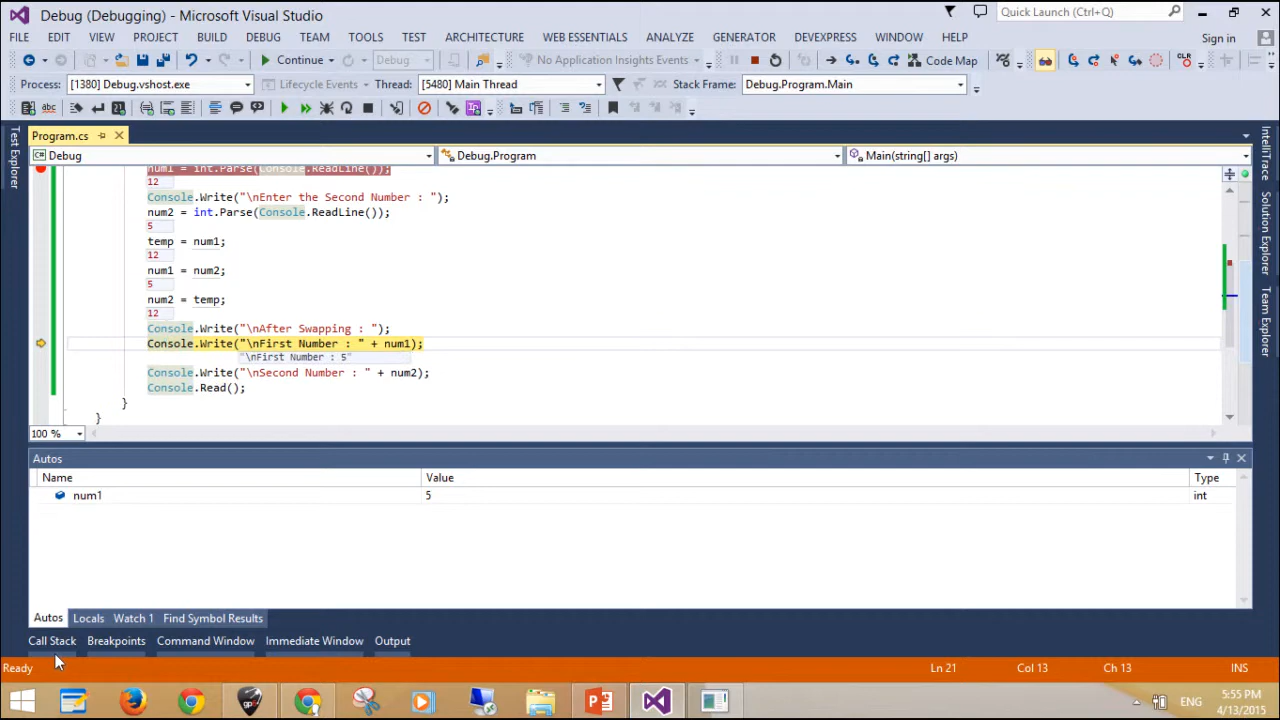 Debug (Debugging) - Microsoft Visual Studio
Quick Launch (Ctrl+Q)
FILE EDIT VIEW PROJECT BUILD DEBUG TEAM TOOLS TEST ARCHITECTURE WEB ESSENTIALS ANALYZE GENERATOR DEVEXPRESS WINDOW HELP
Sign in
Continue Debug No Application Insights Events Code Map
Process: [1380] Debug.vshost.exe Lifecycle Events Thread: [5480] Main Thread Stack Frame: Debug.Program.Main
Program.cs
Debug Debug.Program Main(string[] args)
Test Explorer
num1 = int.Parse(Console.ReadLine());
12
Console.Write("\nEnter the Second Number : ");
num2 = int.Parse(Console.ReadLine());
5
temp = num1;
12
num1 = num2;
5
num2 = temp;
12
Console.Write("\nAfter Swapping : ");
Console.Write("\nFirst Number : " + num1);
"\nFirst Number : 5"
Console.Write("\nSecond Number : " + num2);
Console.Read();
}
}
100 %
IntelliTrace
Solution Explorer
Team Explorer
Autos
Name Value Type
num1 5 int
Autos Locals Watch 1 Find Symbol Results
Call Stack Breakpoints Command Window Immediate Window Output
Ready Ln 21 Col 13 Ch 13 INS
ENG
5:55 PM
4/13/2015